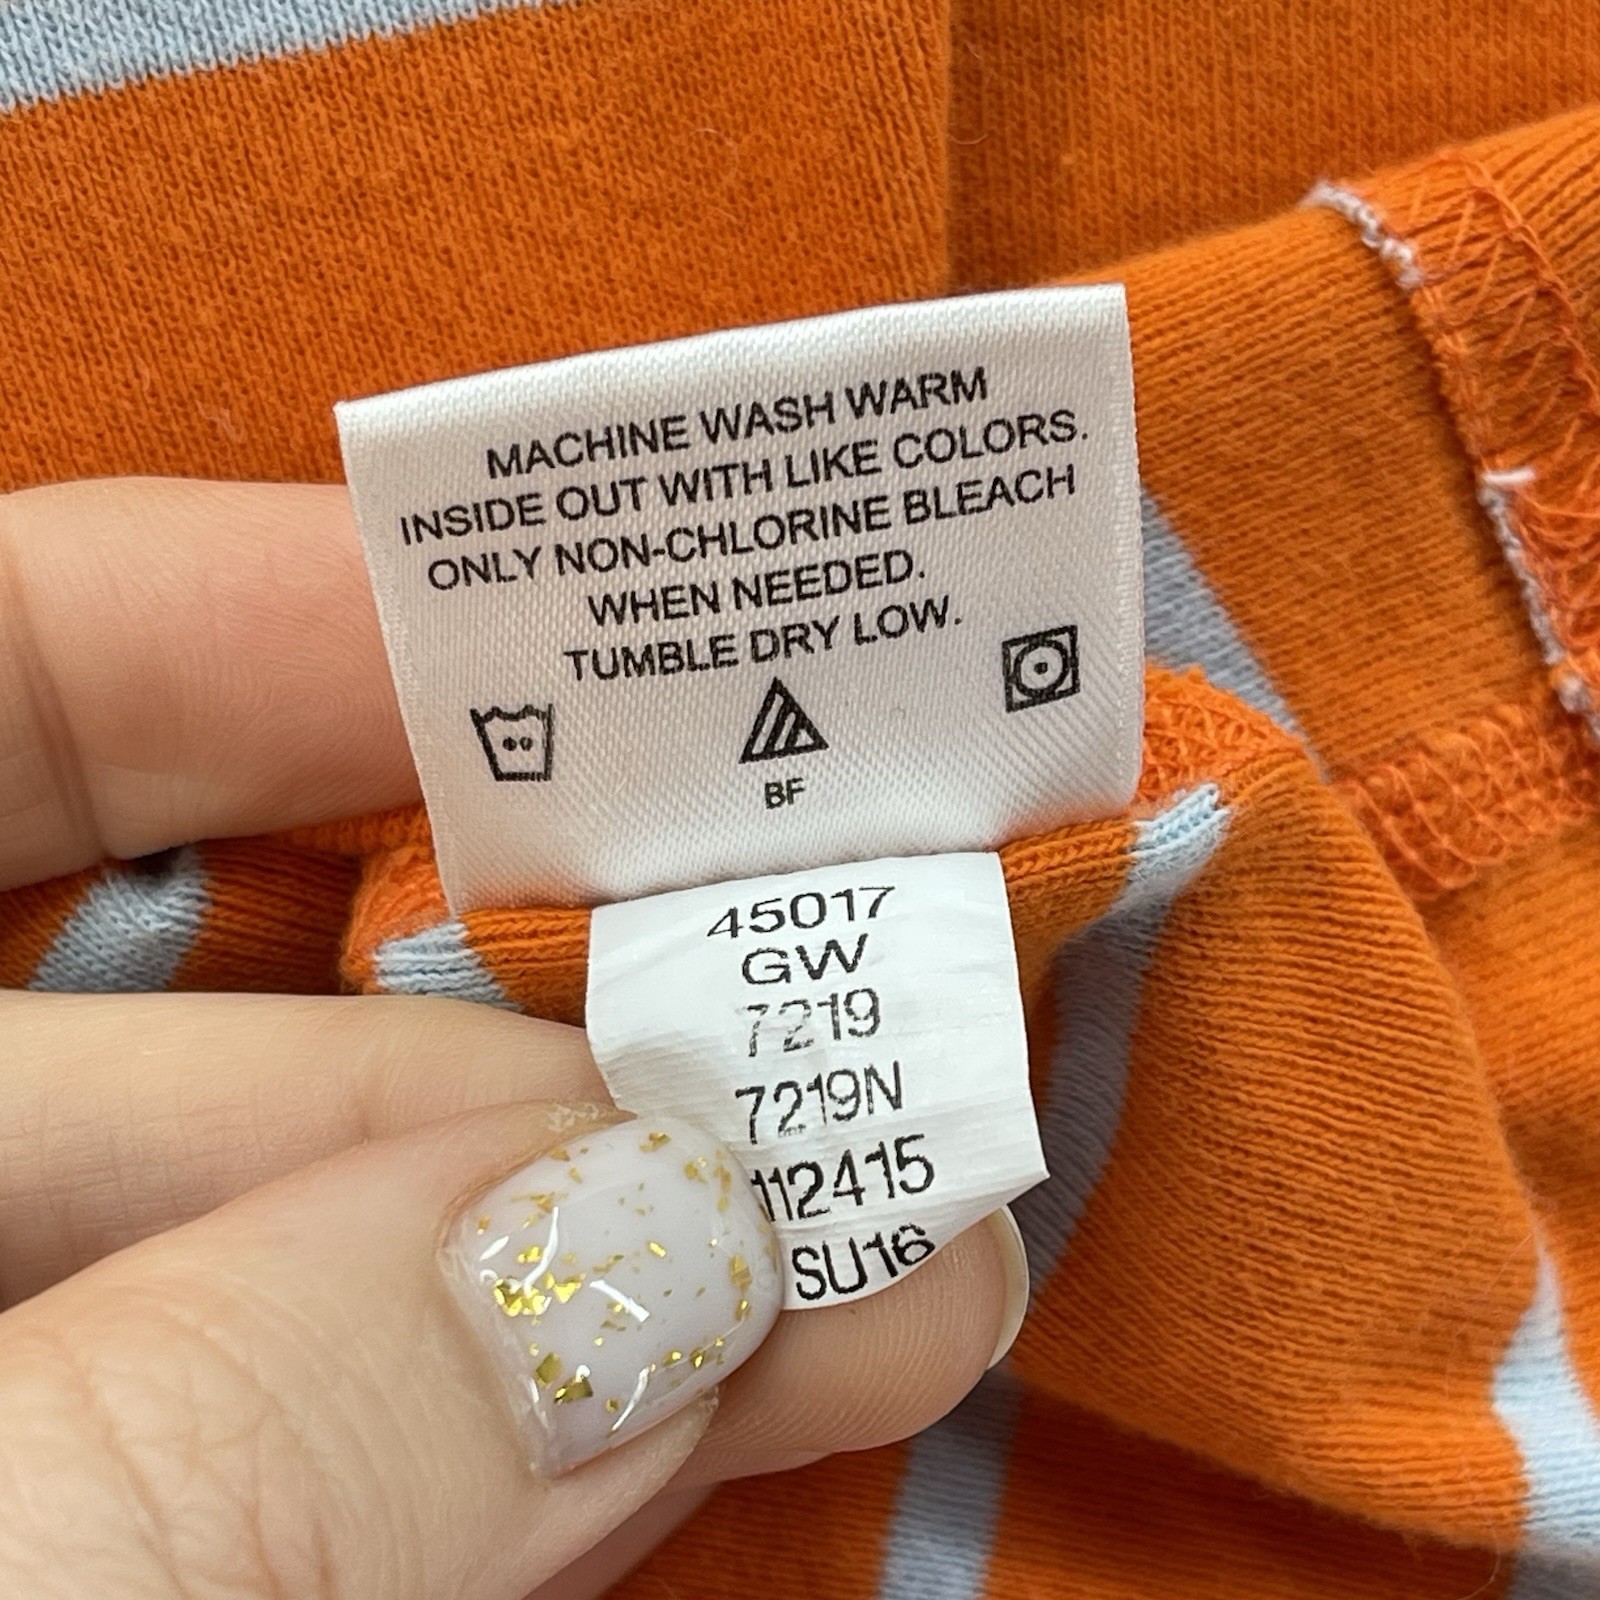 MACHINE WASH WARM
INSIDE OUT WITH LIKE COLORS.
ONLY NON-CHLORINE BLEACH
WHEN NEEDED.
TUMBLE DRY LOW.
BF
45017
GW
7219
7219N
112415
SU16